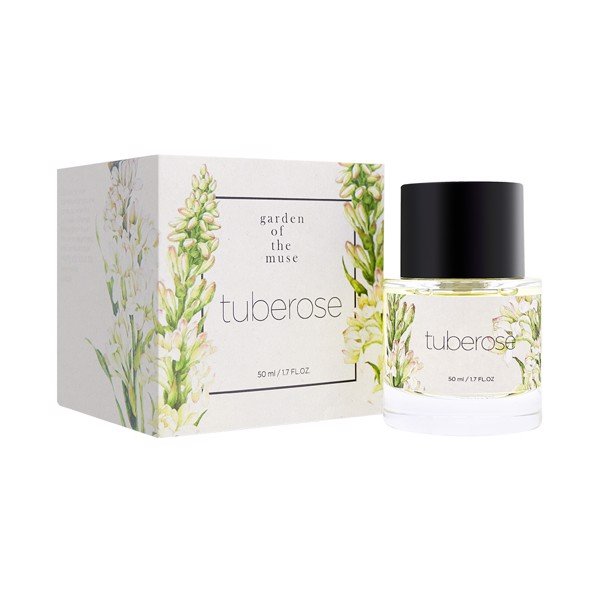 garden
of
the
muse
tuberose
50 ml / 1.7 FL.OZ
tuberose
50 ml / 1.7 FL.OZ